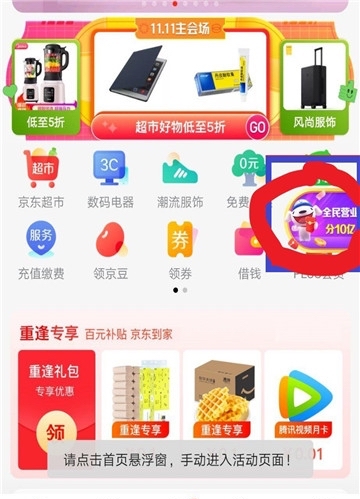 11.11主会场
低至5折
超市好物低至5折
GO
风尚服饰
超市
3C
0元
京东超市
数码电器
潮流服饰
免费
全民营业
分10亿
服务
券
充值缴费
领京豆
领券
借钱
PLUS会员
重逢专享 百元补贴 京东到家
重逢礼包
专享优惠
领
重逢专享
重逢专享
腾讯视频月卡
.01
请点击首页悬浮窗，手动进入活动页面！